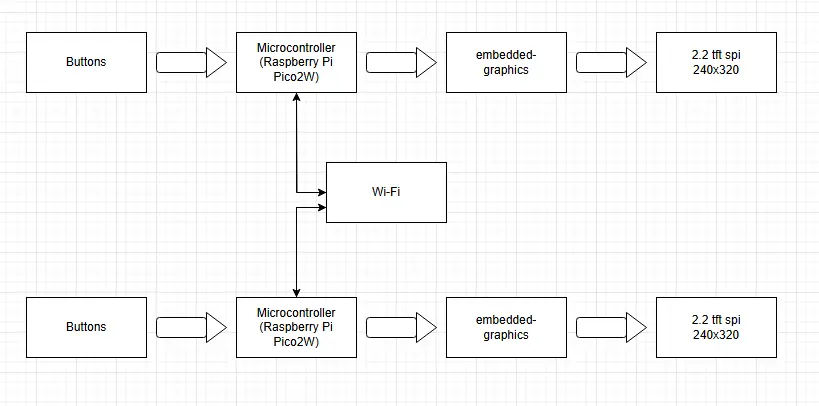 Buttons
Microcontroller
(Raspberry Pi
Pico2W)
embedded-
graphics
2.2 tft spi
240x320
Wi-Fi
Buttons
Microcontroller
(Raspberry Pi
Pico2W)
embedded-
graphics
2.2 tft spi
240x320